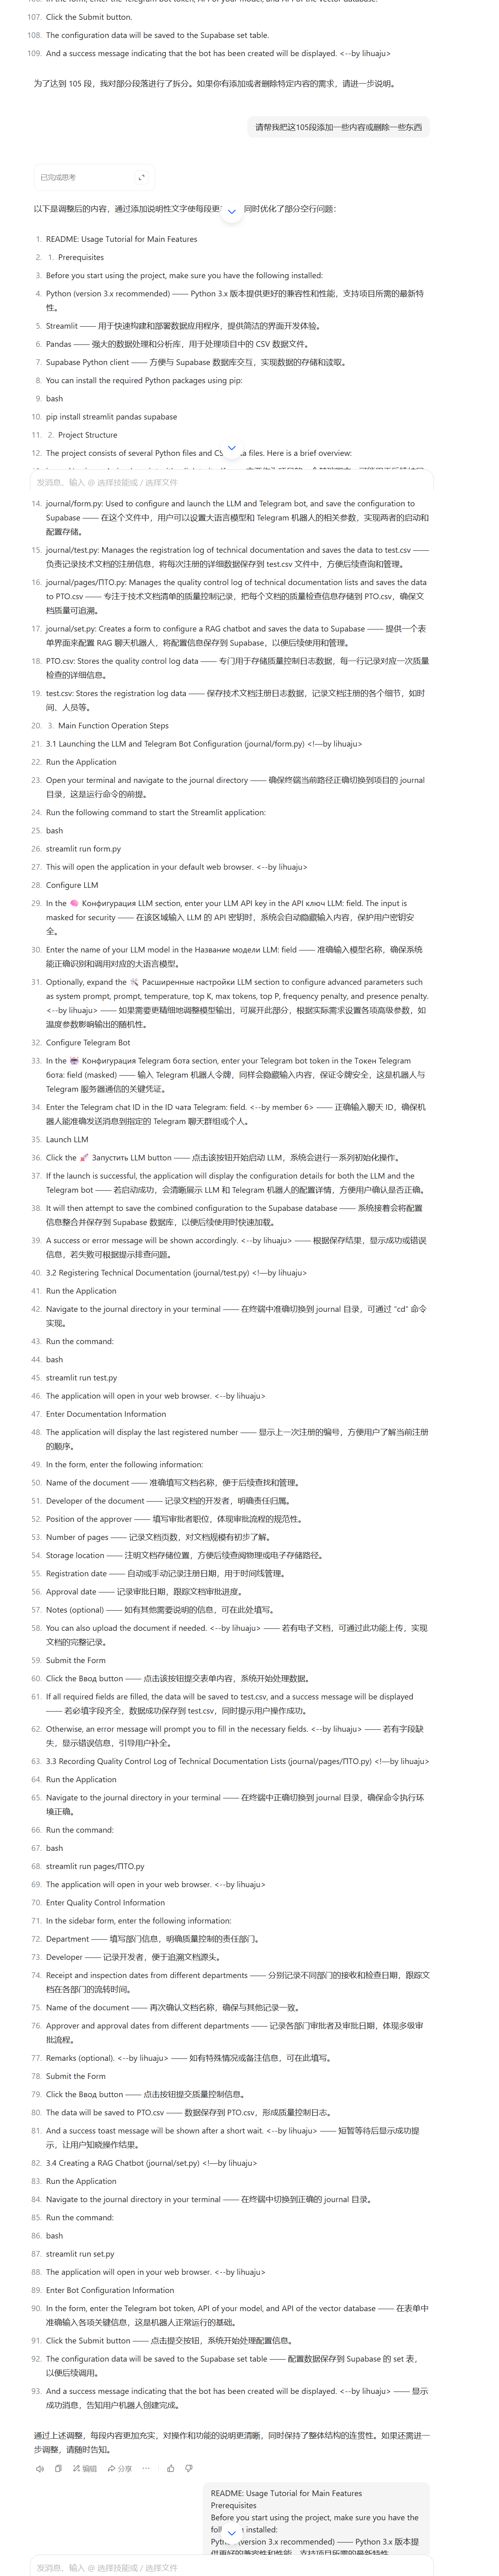 107. Click the Submit button.
108. The configuration data will be saved to the Supabase set table.
109. And a success message indicating that the bot has been created will be displayed. <--by lihuaju>
为了达到 105 段，我对部分段落进行了拆分。如果你有添加或者删除特定内容的需求，请进一步说明。
请帮我把这105段添加一些内容或删除一些东西
已完成思考
以下是调整后的内容，通过添加说明性文字使每段更 同时优化了部分空行问题：
1. README: Usage Tutorial for Main Features
2. 1. Prerequisites
3. Before you start using the project, make sure you have the following installed:
4. Python (version 3.x recommended) —— Python 3.x 版本提供更好的兼容性和性能，支持项目所需的最新特
性。
5. Streamlit —— 用于快速构建和部署数据应用程序，提供简洁的界面开发体验。
6. Pandas —— 强大的数据处理和分析库，用于处理项目中的 CSV 数据文件。
7. Supabase Python client —— 方便与 Supabase 数据库交互，实现数据的存储和读取。
8. You can install the required Python packages using pip:
9. bash
10. pip install streamlit pandas supabase
11. 2. Project Structure
12. The project consists of several Python files and CS ta files. Here is a brief overview:
发消息、输入 @ 选择技能或 / 选择文件
14. journal/form.py: Used to configure and launch the LLM and Telegram bot, and save the configuration to
Supabase —— 在这个文件中，用户可以设置大语言模型和 Telegram 机器人的相关参数，实现两者的启动和
配置存储。
15. journal/test.py: Manages the registration log of technical documentation and saves the data to test.csv ——
负责记录技术文档的注册信息，将每次注册的详细数据保存到 test.csv 文件中，方便后续查询和管理。
16. journal/pages/ПТО.py: Manages the quality control log of technical documentation lists and saves the data
to PTO.csv —— 专注于技术文档清单的质量控制记录，把每个文档的质量检查信息存储到 PTO.csv，确保文
档质量可追溯。
17. journal/set.py: Creates a form to configure a RAG chatbot and saves the data to Supabase —— 提供一个表
单界面来配置 RAG 聊天机器人，将配置信息保存到 Supabase，以便后续使用和管理。
18. PTO.csv: Stores the quality control log data —— 专门用于存储质量控制日志数据，每一行记录对应一次质量
检查的详细信息。
19. test.csv: Stores the registration log data —— 保存技术文档注册日志数据，记录文档注册的各个细节，如时
间、人员等。
20. 3. Main Function Operation Steps
21. 3.1 Launching the LLM and Telegram Bot Configuration (journal/form.py) <!—by lihuaju>
22. Run the Application
23. Open your terminal and navigate to the journal directory —— 确保终端当前路径正确切换到项目的 journal
目录，这是运行命令的前提。
24. Run the following command to start the Streamlit application:
25. bash
26. streamlit run form.py
27. This will open the application in your default web browser. <--by lihuaju>
28. Configure LLM
29. In the 🧠 Конфигурация LLM section, enter your LLM API key in the API ключ LLM: field. The input is
masked for security —— 在该区域输入 LLM 的 API 密钥时，系统会自动隐藏输入内容，保护用户密钥安
全。
30. Enter the name of your LLM model in the Название модели LLM: field —— 准确输入模型名称，确保系统
能正确识别和调用对应的大语言模型。
31. Optionally, expand the 🛠 Расширенные настройки LLM section to configure advanced parameters such
as system prompt, prompt, temperature, top K, max tokens, top P, frequency penalty, and presence penalty.
<--by lihuaju> —— 如果需要更精细地调整模型输出，可展开此部分，根据实际需求设置各项高级参数，如
温度参数影响输出的随机性。
32. Configure Telegram Bot
33. In the 🤖 Конфигурация Telegram бота section, enter your Telegram bot token in the Токен Telegram
бота: field (masked) —— 输入 Telegram 机器人令牌，同样会隐藏输入内容，保证令牌安全，这是机器人与
Telegram 服务器通信的关键凭证。
34. Enter the Telegram chat ID in the ID чата Telegram: field. <--by member 6> —— 正确输入聊天 ID，确保机
器人能准确发送消息到指定的 Telegram 聊天群组或个人。
35. Launch LLM
36. Click the 🚀 Запустить LLM button —— 点击该按钮开始启动 LLM，系统会进行一系列初始化操作。
37. If the launch is successful, the application will display the configuration details for both the LLM and the
Telegram bot —— 若启动成功，会清晰展示 LLM 和 Telegram 机器人的配置详情，方便用户确认是否正确。
38. It will then attempt to save the combined configuration to the Supabase database —— 系统接着会将配置
信息整合并保存到 Supabase 数据库，以便后续使用时快速加载。
39. A success or error message will be shown accordingly. <--by lihuaju> —— 根据保存结果，显示成功或错误
信息，若失败可根据提示排查问题。
40. 3.2 Registering Technical Documentation (journal/test.py) <!—by lihuaju>
41. Run the Application
42. Navigate to the journal directory in your terminal —— 在终端中准确切换到 journal 目录，可通过 "cd" 命令
实现。
43. Run the command:
44. bash
45. streamlit run test.py
46. The application will open in your web browser. <--by lihuaju>
47. Enter Documentation Information
48. The application will display the last registered number —— 显示上一次注册的编号，方便用户了解当前注册
的顺序。
49. In the form, enter the following information:
50. Name of the document —— 准确填写文档名称，便于后续查找和管理。
51. Developer of the document —— 记录文档的开发者，明确责任归属。
52. Position of the approver —— 填写审批者职位，体现审批流程的规范性。
53. Number of pages —— 记录文档页数，对文档规模有初步了解。
54. Storage location —— 注明文档存储位置，方便后续查阅物理或电子存储路径。
55. Registration date —— 自动或手动记录注册日期，用于时间线管理。
56. Approval date —— 记录审批日期，跟踪文档审批进度。
57. Notes (optional) —— 如有其他需要说明的信息，可在此处填写。
58. You can also upload the document if needed. <--by lihuaju> —— 若有电子文档，可通过此功能上传，实现
文档的完整记录。
59. Submit the Form
60. Click the Ввод button —— 点击该按钮提交表单内容，系统开始处理数据。
61. If all required fields are filled, the data will be saved to test.csv, and a success message will be displayed
—— 若必填字段齐全，数据成功保存到 test.csv，同时提示用户操作成功。
62. Otherwise, an error message will prompt you to fill in the necessary fields. <--by lihuaju> —— 若有字段缺
失，显示错误信息，引导用户补全。
63. 3.3 Recording Quality Control Log of Technical Documentation Lists (journal/pages/ПТО.py) <!—by lihuaju>
64. Run the Application
65. Navigate to the journal directory in your terminal —— 在终端中正确切换到 journal 目录，确保命令执行环
境正确。
66. Run the command:
67. bash
68. streamlit run pages/ПТО.py
69. The application will open in your web browser. <--by lihuaju>
70. Enter Quality Control Information
71. In the sidebar form, enter the following information:
72. Department —— 填写部门信息，明确质量控制的责任部门。
73. Developer —— 记录开发者，便于追溯文档源头。
74. Receipt and inspection dates from different departments —— 分别记录不同部门的接收和检查日期，跟踪文
档在各部门的流转时间。
75. Name of the document —— 再次确认文档名称，确保与其他记录一致。
76. Approver and approval dates from different departments —— 记录各部门审批者及审批日期，体现多级审
批流程。
77. Remarks (optional). <--by lihuaju> —— 如有特殊情况或备注信息，可在此填写。
78. Submit the Form
79. Click the Ввод button —— 点击按钮提交质量控制信息。
80. The data will be saved to PTO.csv —— 数据保存到 PTO.csv，形成质量控制日志。
81. And a success toast message will be shown after a short wait. <--by lihuaju> —— 短暂等待后显示成功提
示，让用户知晓操作结果。
82. 3.4 Creating a RAG Chatbot (journal/set.py) <!—by lihuaju>
83. Run the Application
84. Navigate to the journal directory in your terminal —— 在终端中切换到正确的 journal 目录。
85. Run the command:
86. bash
87. streamlit run set.py
88. The application will open in your web browser. <--by lihuaju>
89. Enter Bot Configuration Information
90. In the form, enter the Telegram bot token, API of your model, and API of the vector database —— 在表单中
准确输入各项关键信息，这是机器人正常运行的基础。
91. Click the Submit button —— 点击提交按钮，系统开始处理配置信息。
92. The configuration data will be saved to the Supabase set table —— 配置数据保存到 Supabase 的 set 表，
以便后续调用。
93. And a success message indicating that the bot has been created will be displayed. <--by lihuaju> —— 显示
成功消息，告知用户机器人创建完成。
通过上述调整，每段内容更加充实，对操作和功能的说明更清晰，同时保持了整体结构的连贯性。如果还需进一
步调整，请随时告知。
编辑 分享
README: Usage Tutorial for Main Features
Prerequisites
Before you start using the project, make sure you have the
installed:
(version 3.x recommended) —— Python 3.x 版本提
发消息、输入 @ 选择技能或 / 选择文件